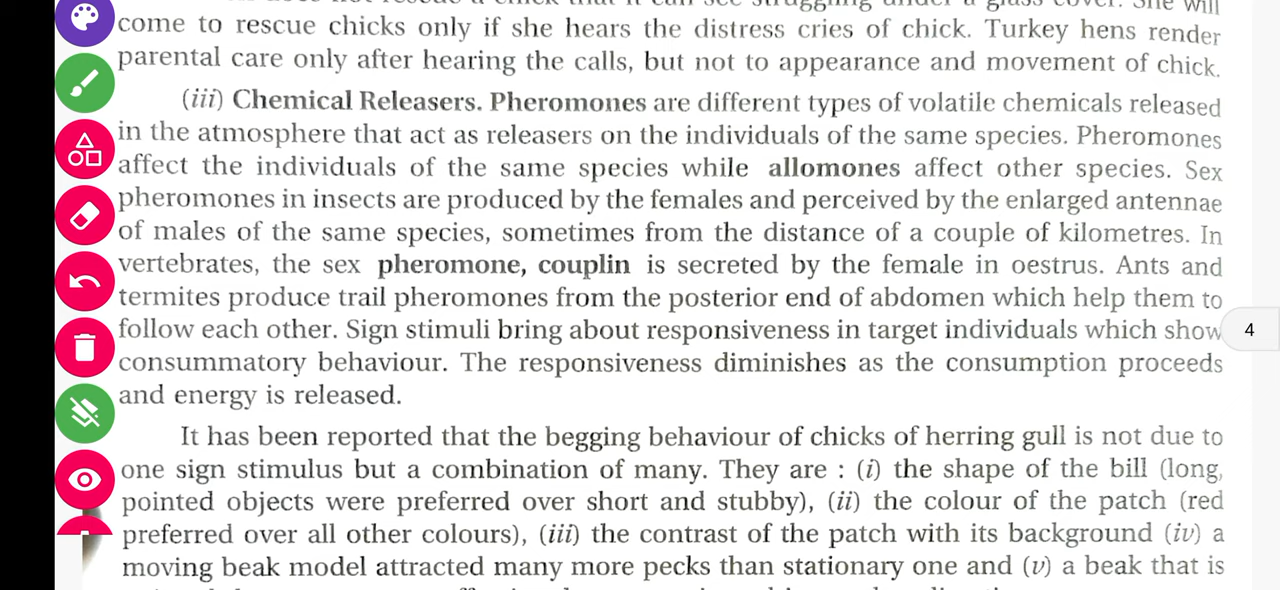 come to rescue chicks only if she hears the distress cries of chick. Turkey hens render
parental care only after hearing the calls, but not to appearance and movement of chick.
(iii) Chemical Releasers. Pheromones are different types of volatile chemicals released
in the atmosphere that act as releasers on the individuals of the same species. Pheromones
affect the individuals of the same species while allomones affect other species. Sex
pheromones in insects are produced by the females and perceived by the enlarged antennae
of males of the same species, sometimes from the distance of a couple of kilometres. In
vertebrates, the sex pheromone, couplin is secreted by the female in oestrus. Ants and
termites produce trail pheromones from the posterior end of abdomen which help them to
follow each other. Sign stimuli bring about responsiveness in target individuals which show
4
consummatory behaviour. The responsiveness diminishes as the consumption proceeds
and energy is released.
It has been reported that the begging behaviour of chicks of herring gull is not due to
one sign stimulus but a combination of many. They are : (i) the shape of the bill (long,
pointed objects were preferred over short and stubby), (ii) the colour of the patch (red
preferred over all other colours), (iii) the contrast of the patch with its background (iv) a
moving beak model attracted many more pecks than stationary one and (v) a beak that is